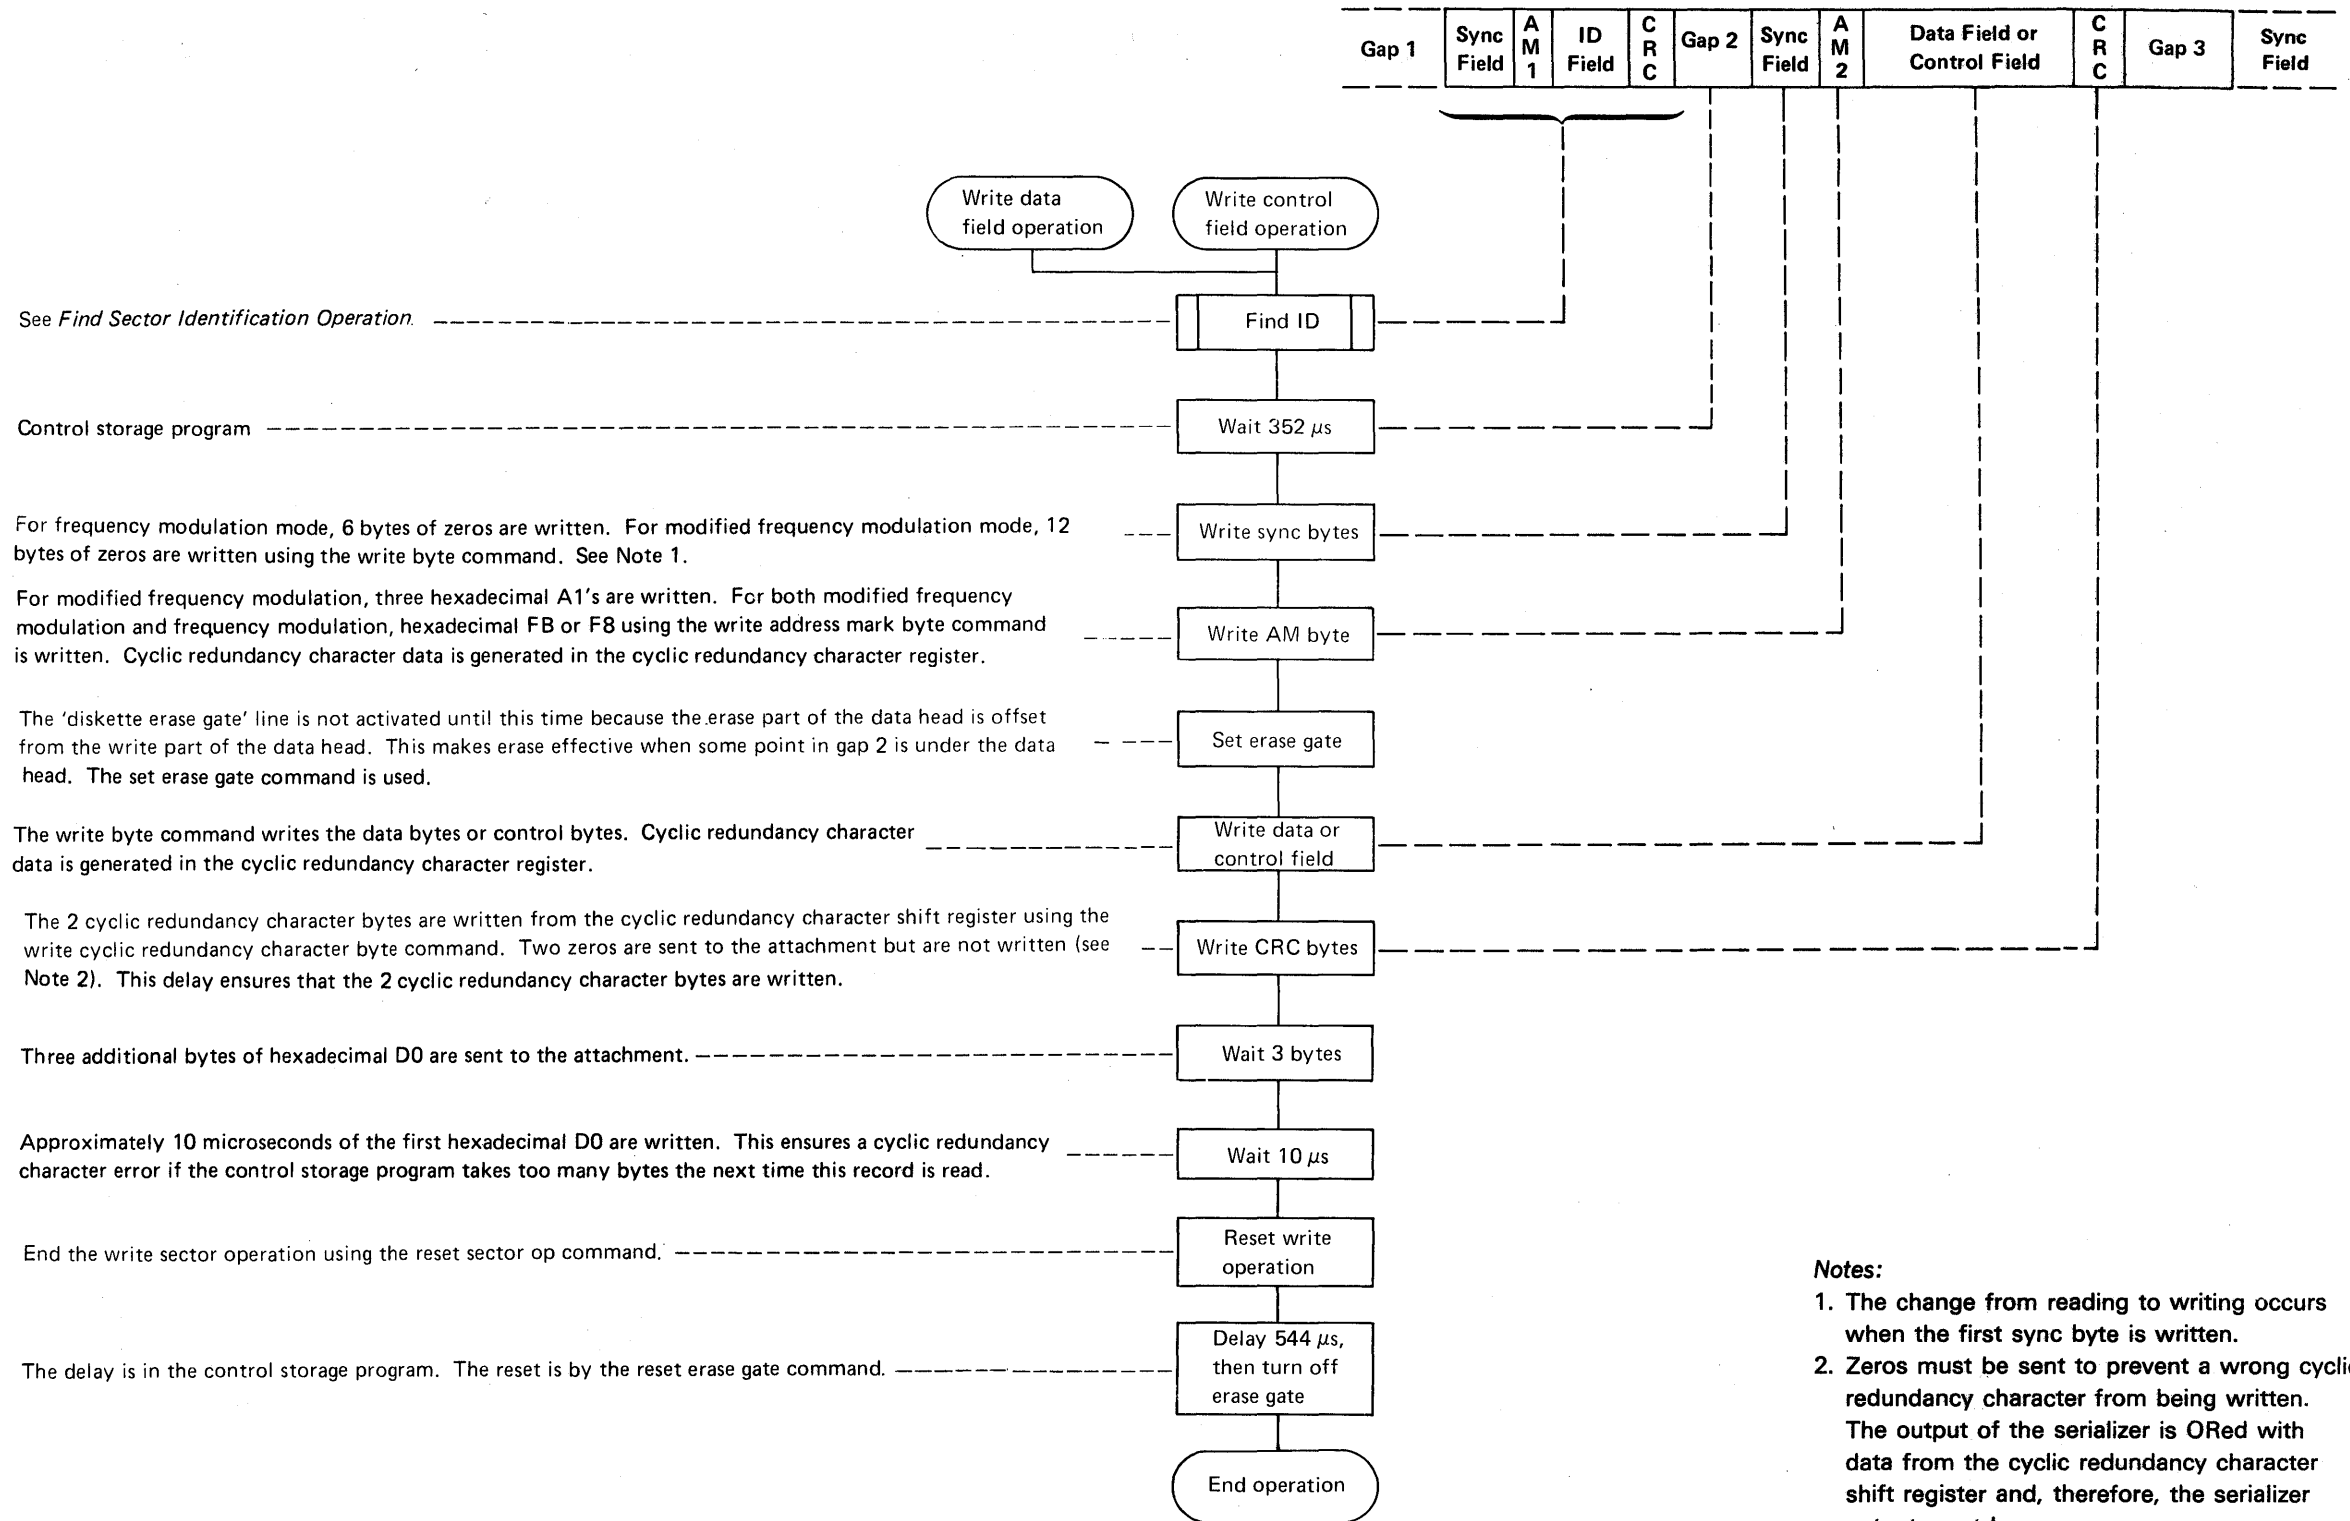 Gap 1
Sync
Field
A
M
1
ID
Field
C
R
C
Gap 2
Sync
Field
A
M
2
Data Field or
Control Field
C
R
C
Gap 3
Sync
Field
Write data
field operation
Write control
field operation
See Find Sector Identification Operation.
Find ID
Control storage program
Wait 352 μs
For frequency modulation mode, 6 bytes of zeros are written. For modified frequency modulation mode, 12
bytes of zeros are written using the write byte command. See Note 1.
Write sync bytes
For modified frequency modulation, three hexadecimal A1's are written. For both modified frequency
modulation and frequency modulation, hexadecimal FB or F8 using the write address mark byte command
is written. Cyclic redundancy character data is generated in the cyclic redundancy character register.
Write AM byte
The 'diskette erase gate' line is not activated until this time because the erase part of the data head is offset
from the write part of the data head. This makes erase effective when some point in gap 2 is under the data
head. The set erase gate command is used.
Set erase gate
The write byte command writes the data bytes or control bytes. Cyclic redundancy character
data is generated in the cyclic redundancy character register.
Write data or
control field
The 2 cyclic redundancy character bytes are written from the cyclic redundancy character shift register using the
write cyclic redundancy character byte command. Two zeros are sent to the attachment but are not written (see
Note 2). This delay ensures that the 2 cyclic redundancy character bytes are written.
Write CRC bytes
Three additional bytes of hexadecimal D0 are sent to the attachment.
Wait 3 bytes
Approximately 10 microseconds of the first hexadecimal D0 are written. This ensures a cyclic redundancy
character error if the control storage program takes too many bytes the next time this record is read.
Wait 10 μs
End the write sector operation using the reset sector op command.
Reset write
operation
The delay is in the control storage program. The reset is by the reset erase gate command.
Delay 544 μs,
then turn off
erase gate
End operation
Notes:
1. The change from reading to writing occurs
when the first sync byte is written.
2. Zeros must be sent to prevent a wrong cyclic
redundancy character from being written.
The output of the serializer is ORed with
data from the cyclic redundancy character
shift register and, therefore, the serializer